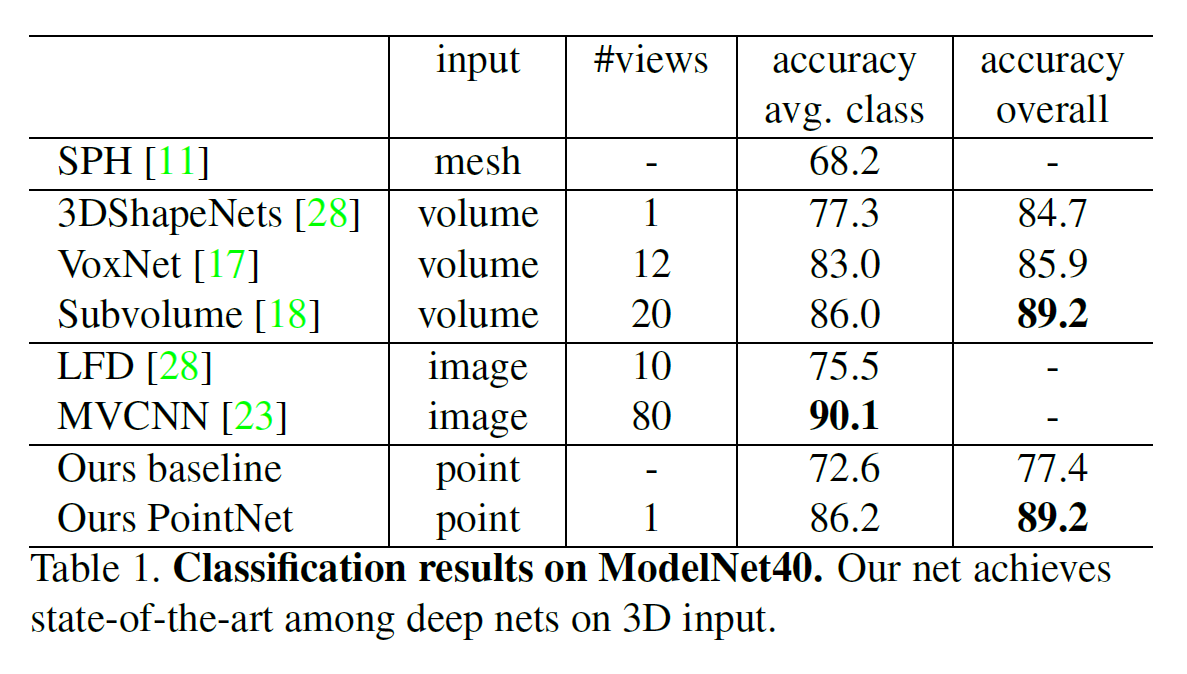 input #views accuracy accuracy
avg. class overall
SPH [11] mesh - 68.2 -
3DShapeNets [28] volume 1 77.3 84.7
VoxNet [17] volume 12 83.0 85.9
Subvolume [18] volume 20 86.0 89.2
LFD [28] image 10 75.5 -
MVCNN [23] image 80 90.1 -
Ours baseline point - 72.6 77.4
Ours PointNet point 1 86.2 89.2
Table 1. Classification results on ModelNet40. Our net achieves
state-of-the-art among deep nets on 3D input.